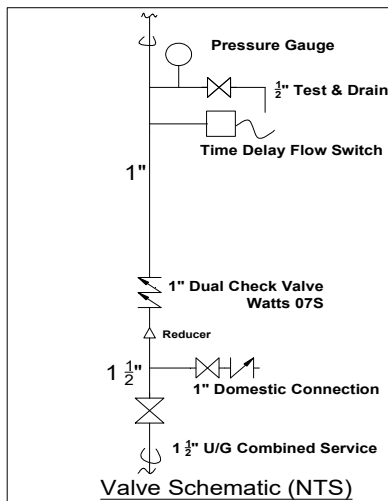 Pressure Gauge
½" Test & Drain
Time Delay Flow Switch
1"
1" Dual Check Valve
Watts 07S
Reducer
1 ½"
1" Domestic Connection
1 ½" U/G Combined Service
Valve Schematic (NTS)